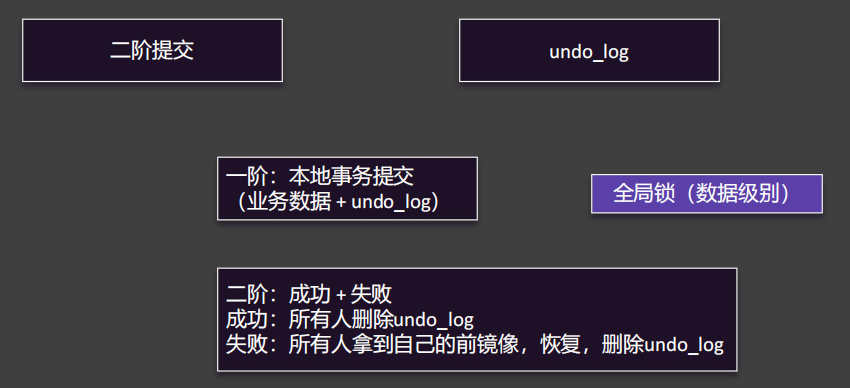 二阶提交
undo_log
一阶：本地事务提交
（业务数据 + undo_log）
全局锁（数据级别）
二阶：成功 + 失败
成功：所有人删除undo_log
失败：所有人拿到自己的前镜像，恢复，删除undo_log